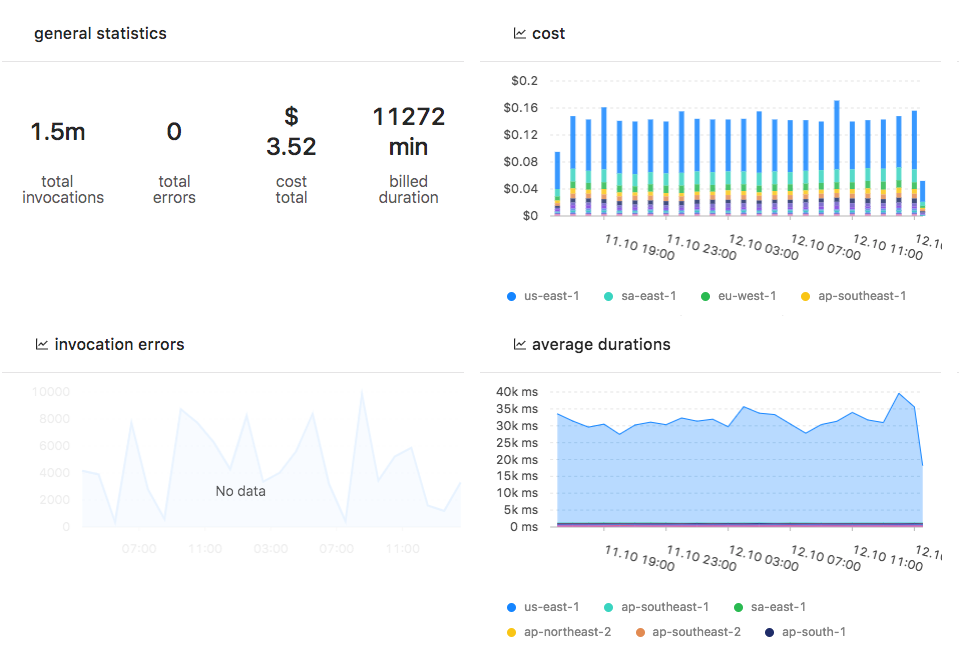 general statistics
1.5m
total
invocations
0
total
errors
$
3.52
cost
total
11272
min
billed
duration
cost
$0.2
$0.16
$0.12
$0.08
$0.04
$0
11.10 19:00
11.10 23:00
12.10 03:00
12.10 07:00
12.10 11:00
us-east-1
sa-east-1
eu-west-1
ap-southeast-1
invocation errors
10000
8000
6000
4000
2000
0
No data
07:00
11:00
03:00
07:00
11:00
average durations
40k ms
35k ms
30k ms
25k ms
20k ms
15k ms
10k ms
5k ms
0 ms
11.10 19:00
11.10 23:00
12.10 03:00
12.10 07:00
12.10 11:00
us-east-1
ap-southeast-1
sa-east-1
ap-northeast-2
ap-southeast-2
ap-south-1